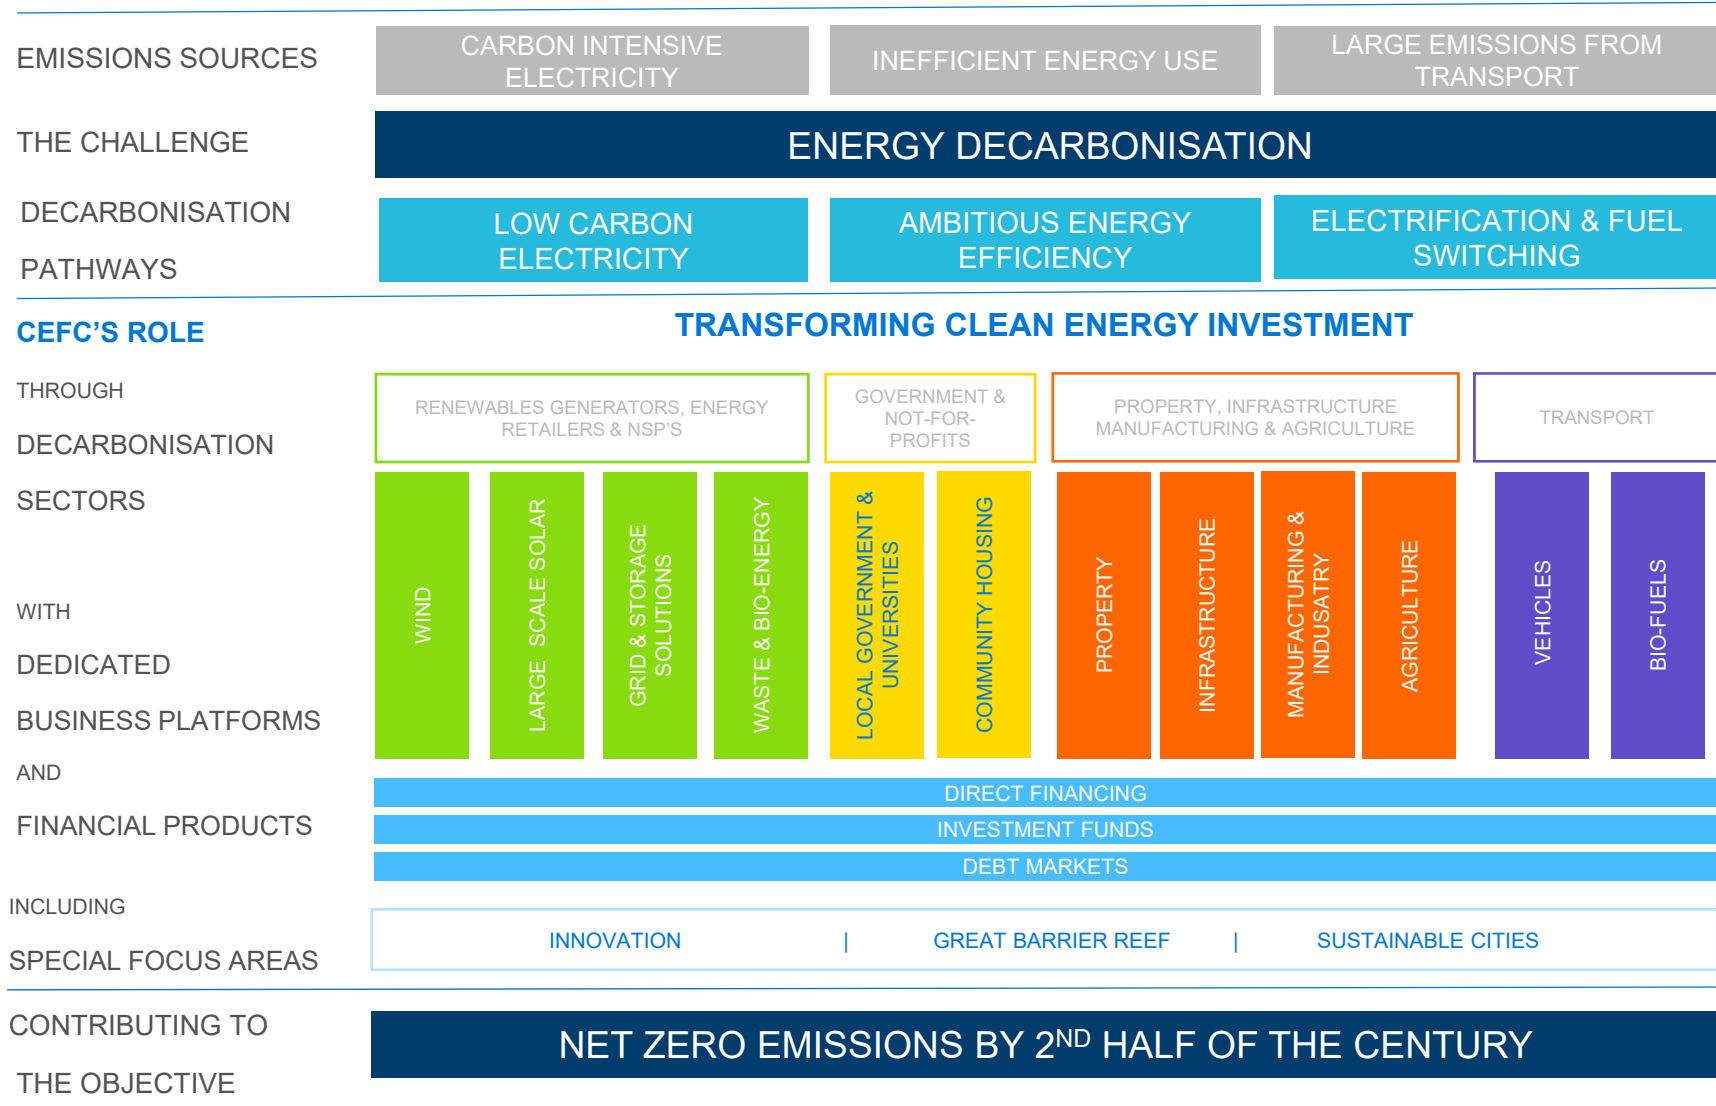 EMISSIONS SOURCES
CARBON INTENSIVE
ELECTRICITY
INEFFICIENT ENERGY USE
LARGE EMISSIONS FROM
TRANSPORT
THE CHALLENGE
ENERGY DECARBONISATION
DECARBONISATION
PATHWAYS
LOW CARBON
ELECTRICITY
AMBITIOUS ENERGY
EFFICIENCY
ELECTRIFICATION & FUEL
SWITCHING
CEFC’S ROLE
TRANSFORMING CLEAN ENERGY INVESTMENT
THROUGH
DECARBONISATION
SECTORS
RENEWABLES GENERATORS, ENERGY
RETAILERS & NSP’S
GOVERNMENT &
NOT-FOR-
PROFITS
PROPERTY, INFRASTRUCTURE
MANUFACTURING & AGRICULTURE
TRANSPORT
WITH
DEDICATED
BUSINESS PLATFORMS
WIND
LARGE SCALE SOLAR
GRID & STORAGE
SOLUTIONS
WASTE & BIO-ENERGY
LOCAL GOVERNMENT &
UNIVERSITIES
COMMUNITY HOUSING
PROPERTY
INFRASTRUCTURE
MANUFACTURING &
INDUSATRY
AGRICULTURE
VEHICLES
BIO-FUELS
AND
FINANCIAL PRODUCTS
DIRECT FINANCING
INVESTMENT FUNDS
DEBT MARKETS
INCLUDING
SPECIAL FOCUS AREAS
INNOVATION | GREAT BARRIER REEF | SUSTAINABLE CITIES
CONTRIBUTING TO
THE OBJECTIVE
NET ZERO EMISSIONS BY 2ND HALF OF THE CENTURY